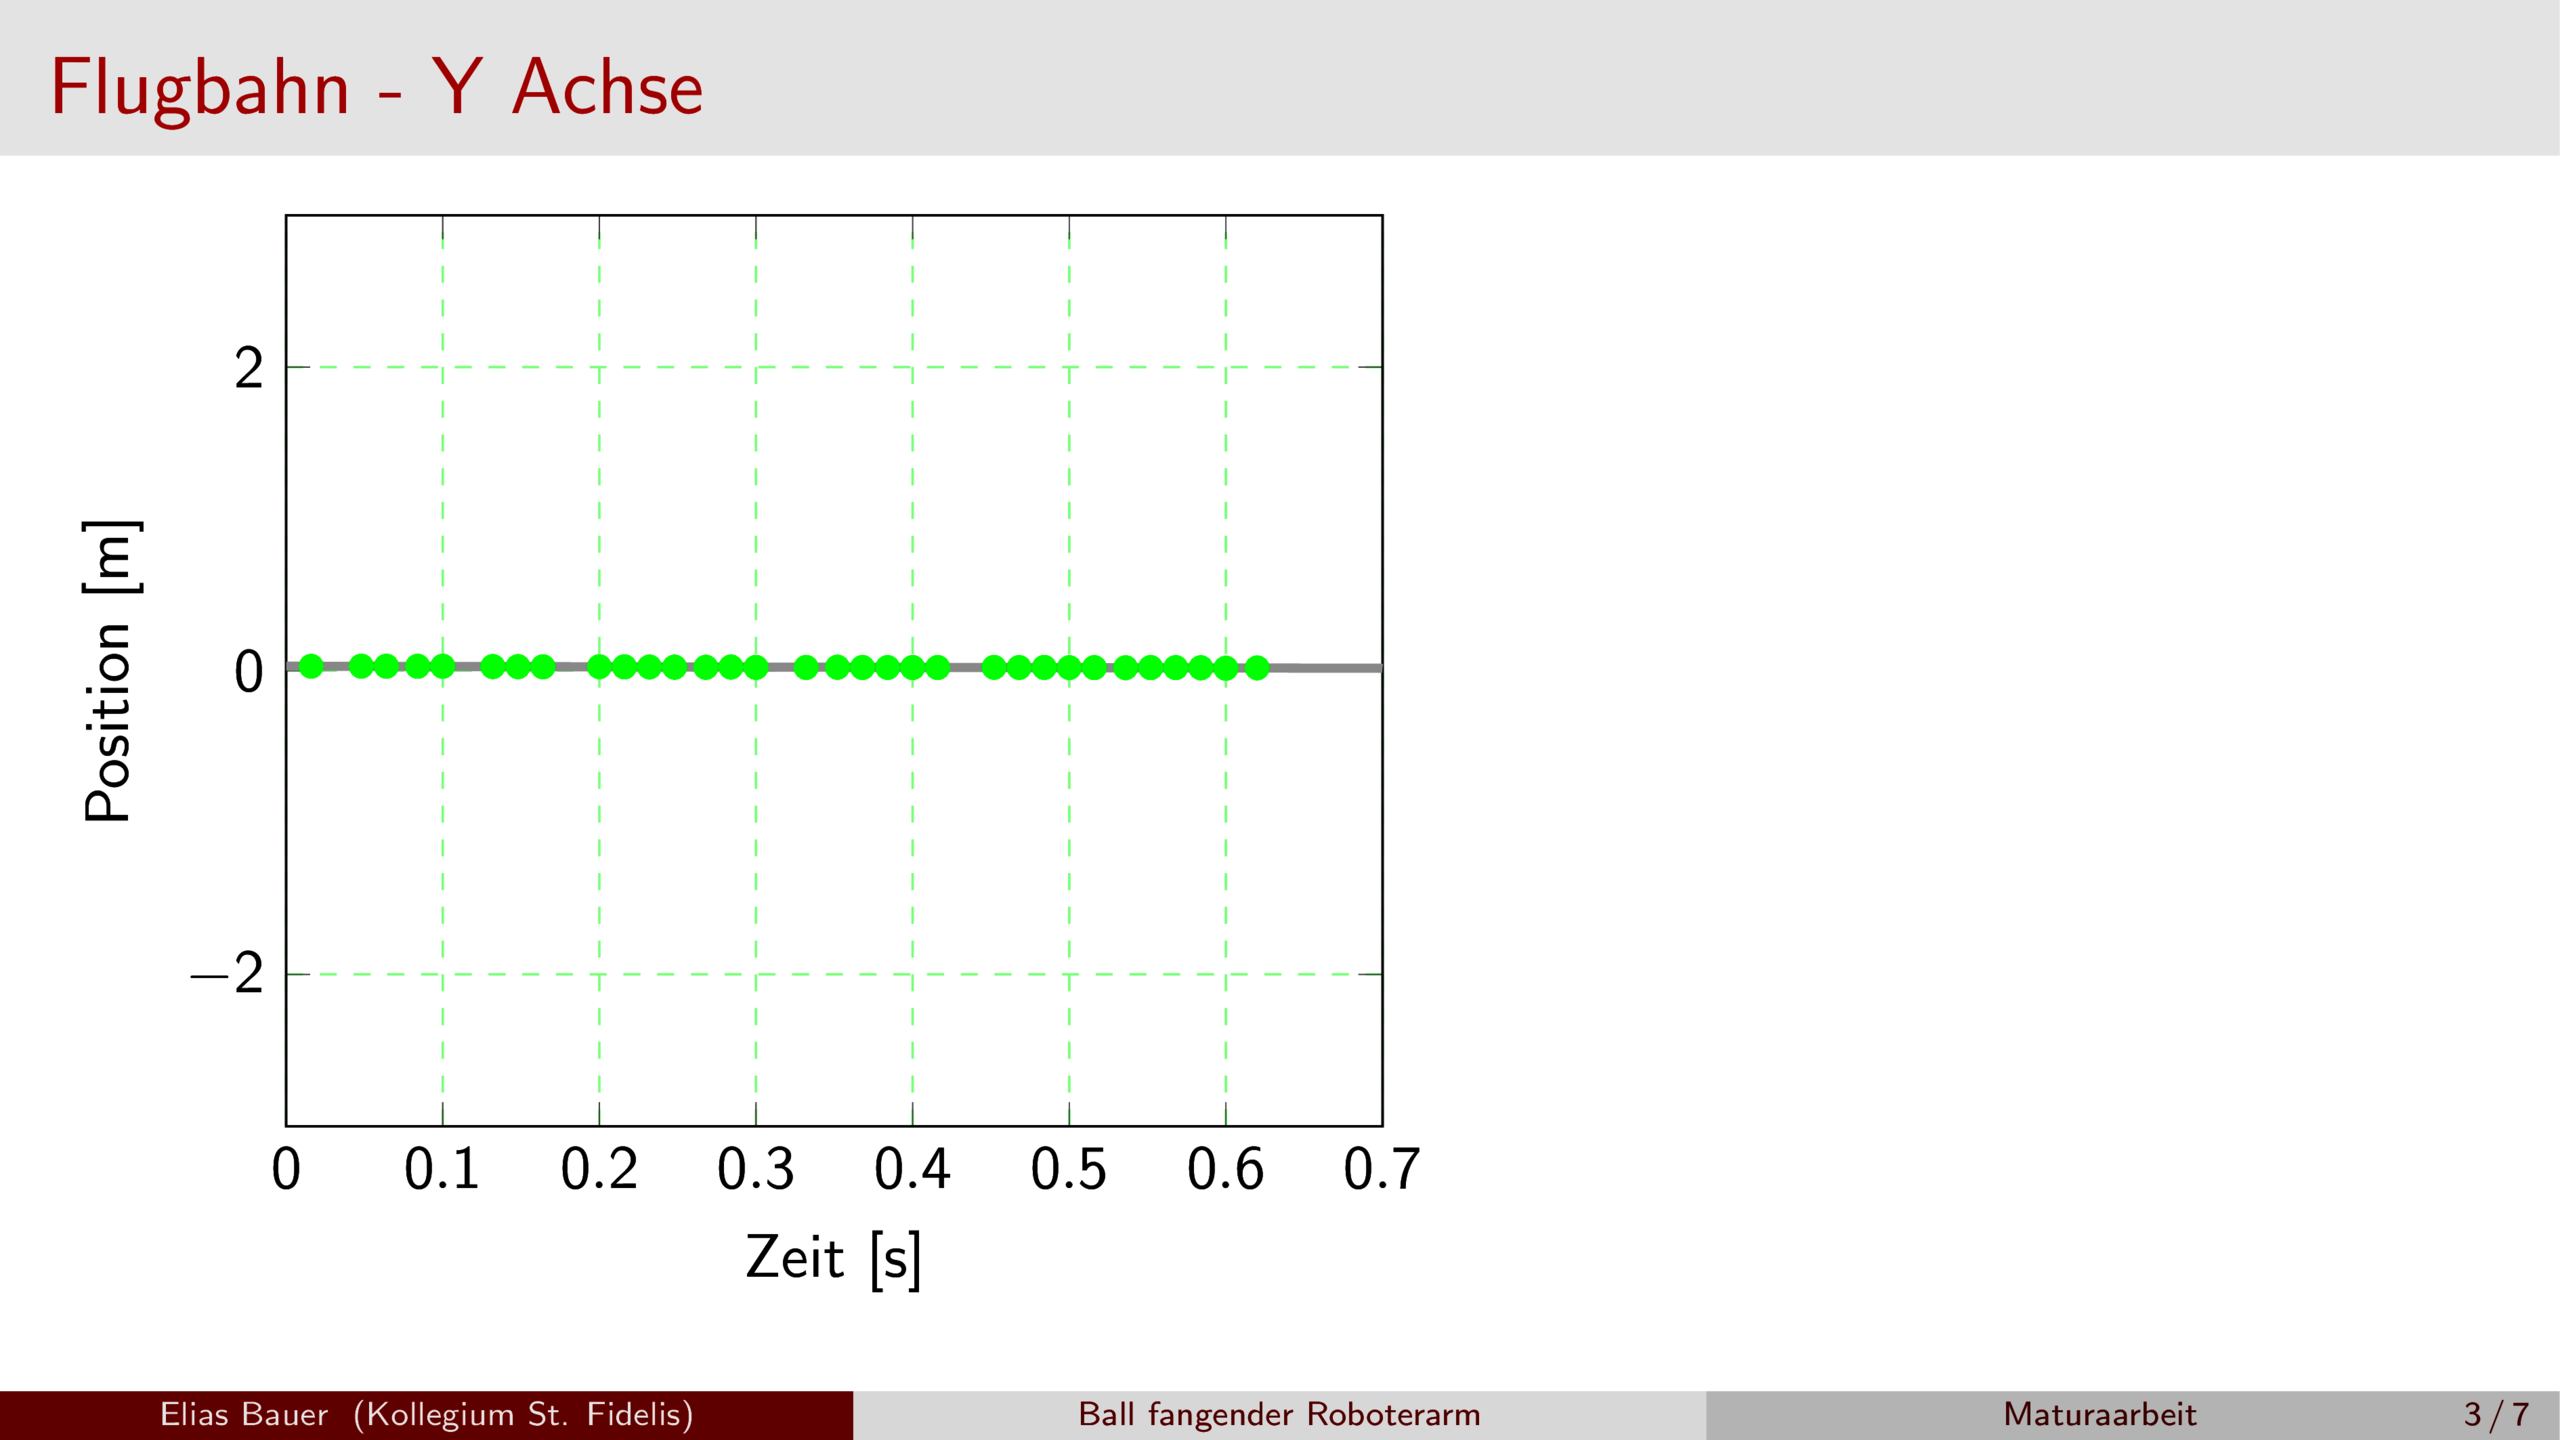 Flugbahn - Y Achse
Position [m]
2
0
−2
0 0.1 0.2 0.3 0.4 0.5 0.6 0.7
Zeit [s]
Elias Bauer (Kollegium St. Fidelis)
Ball fangender Roboterarm
Maturaarbeit
3 / 7